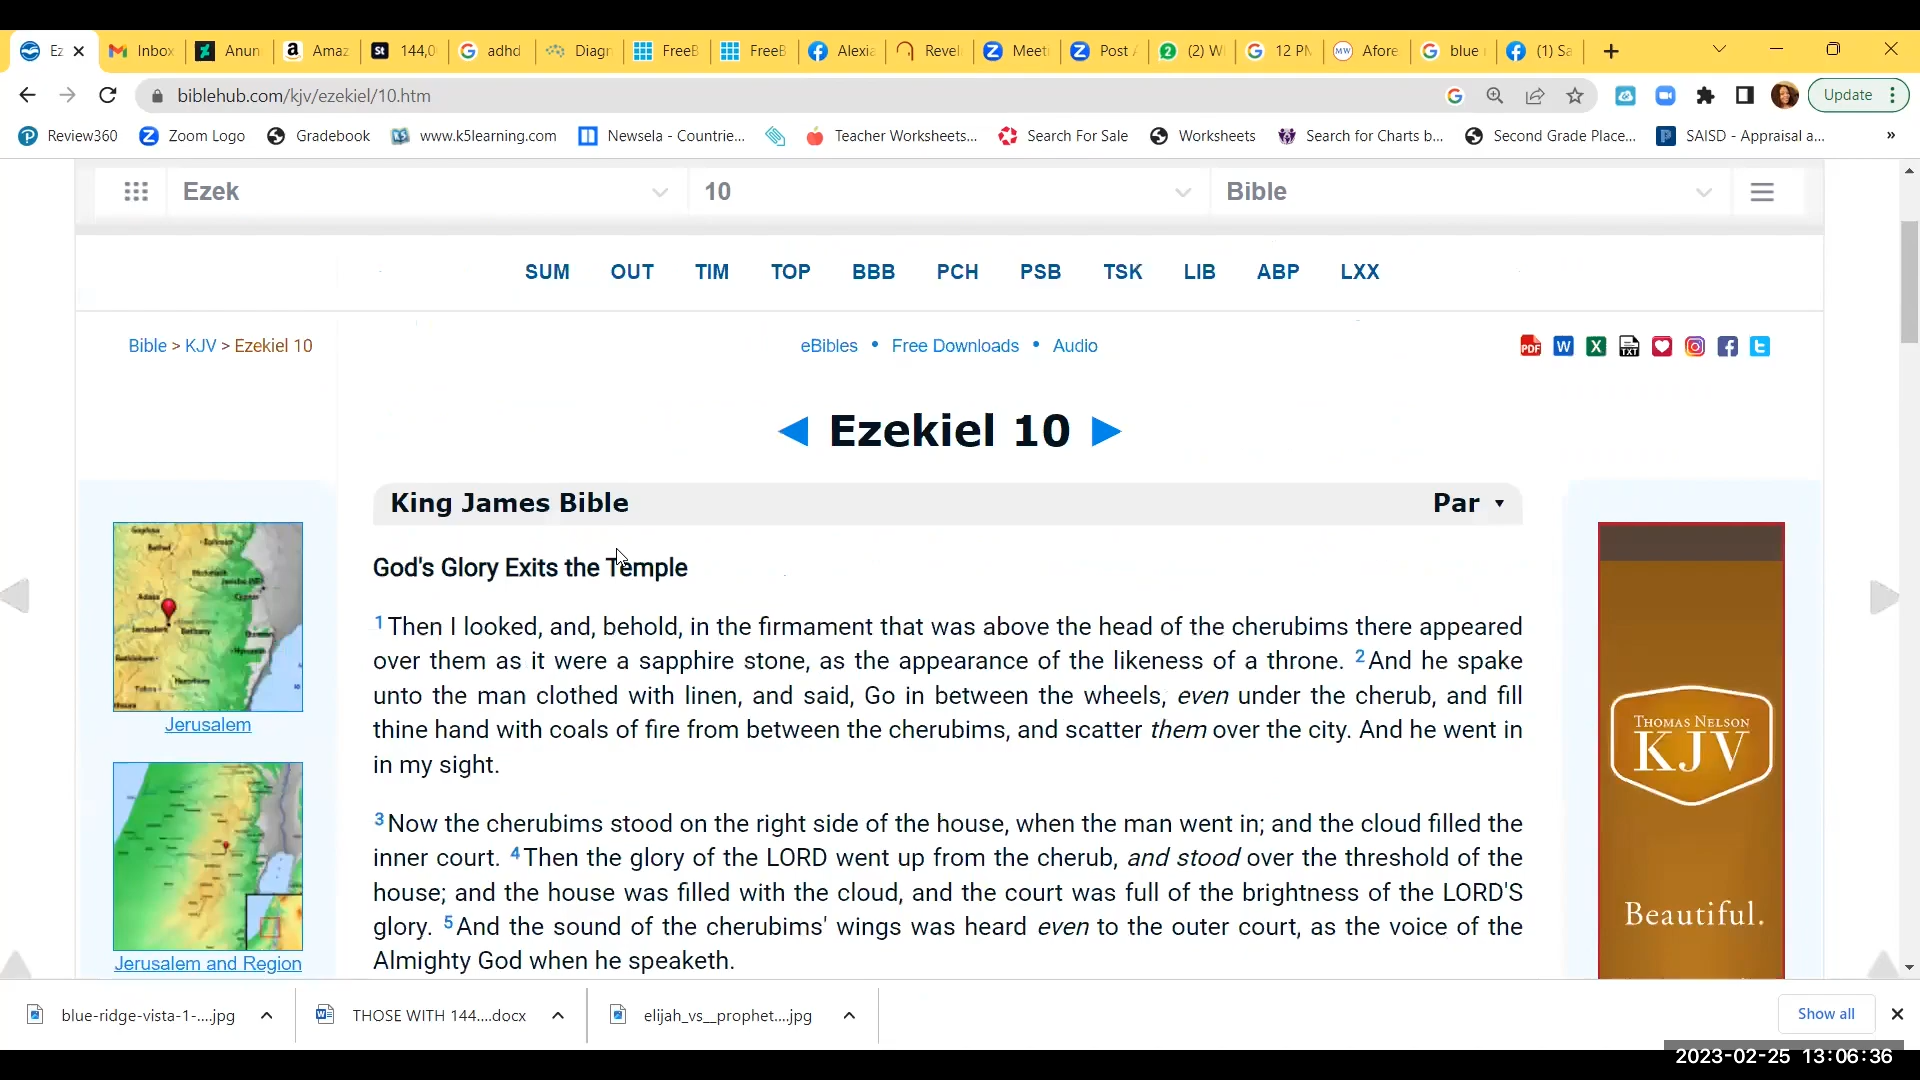 Ez
Inbox
Anun
Amaz
144,0
adhd
Diagn
FreeB
FreeB
Alexia
Revel
Meet
Post
(2) W
12 PM
Afore
blue
(1) Sa
biblehub.com/kjv/ezekiel/10.htm
Update
Review360
Zoom Logo
Gradebook
www.k5learning.com
Newsela - Countrie...
Teacher Worksheets...
Search For Sale
Worksheets
Search for Charts b...
Second Grade Place...
SAISD - Appraisal a...
»
Ezek
10
Bible
SUM OUT TIM TOP BBB PCH PSB TSK LIB ABP LXX
Bible > KJV > Ezekiel 10
eBibles • Free Downloads • Audio
◄ Ezekiel 10 ►
King James Bible
Par ▼
God's Glory Exits the Temple
1Then I looked, and, behold, in the firmament that was above the head of the cherubims there appeared
over them as it were a sapphire stone, as the appearance of the likeness of a throne. 2And he spake
unto the man clothed with linen, and said, Go in between the wheels, even under the cherub, and fill
thine hand with coals of fire from between the cherubims, and scatter them over the city. And he went in
in my sight.
3Now the cherubims stood on the right side of the house, when the man went in; and the cloud filled the
inner court. 4Then the glory of the LORD went up from the cherub, and stood over the threshold of the
house; and the house was filled with the cloud, and the court was full of the brightness of the LORD'S
glory. 5And the sound of the cherubims' wings was heard even to the outer court, as the voice of the
Almighty God when he speaketh.
Jerusalem
Jerusalem and Region
THOMAS NELSON
KJV
Beautiful.
blue-ridge-vista-1-....jpg
THOSE WITH 144....docx
elijah_vs__prophet....jpg
Show all
2023-02-25 13:06:36